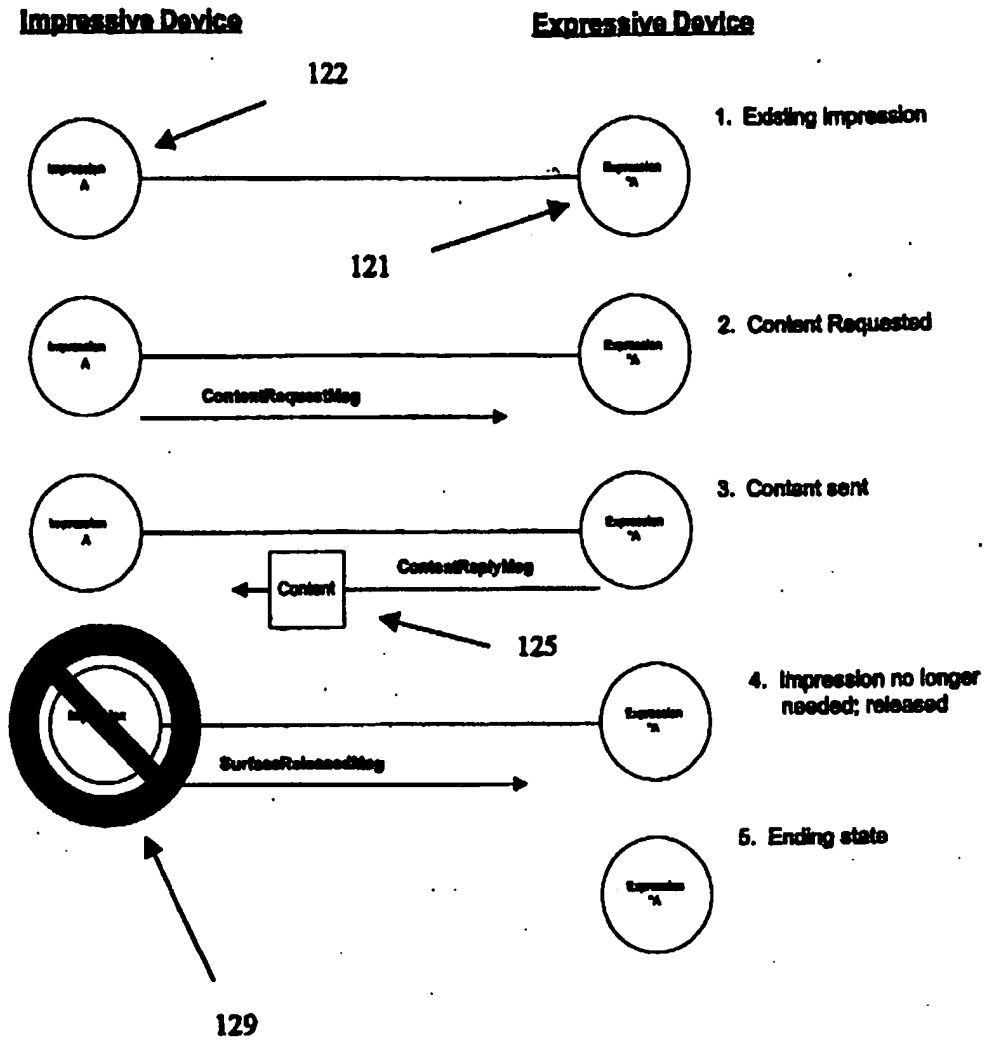 Impressive Device
Expressive Device
122
1. Existing Impression
Impression
A
Expression
"A
121
2. Content Requested
Impression
A
Expression
"A
ContentRequestMsg
3. Content sent
Impression
A
Expression
"A
ContentReplyMsg
Content
125
4. Impression no longer
needed; released
Expression
"A
SurfaceReleasedMsg
5. Ending state
Expression
"A
129